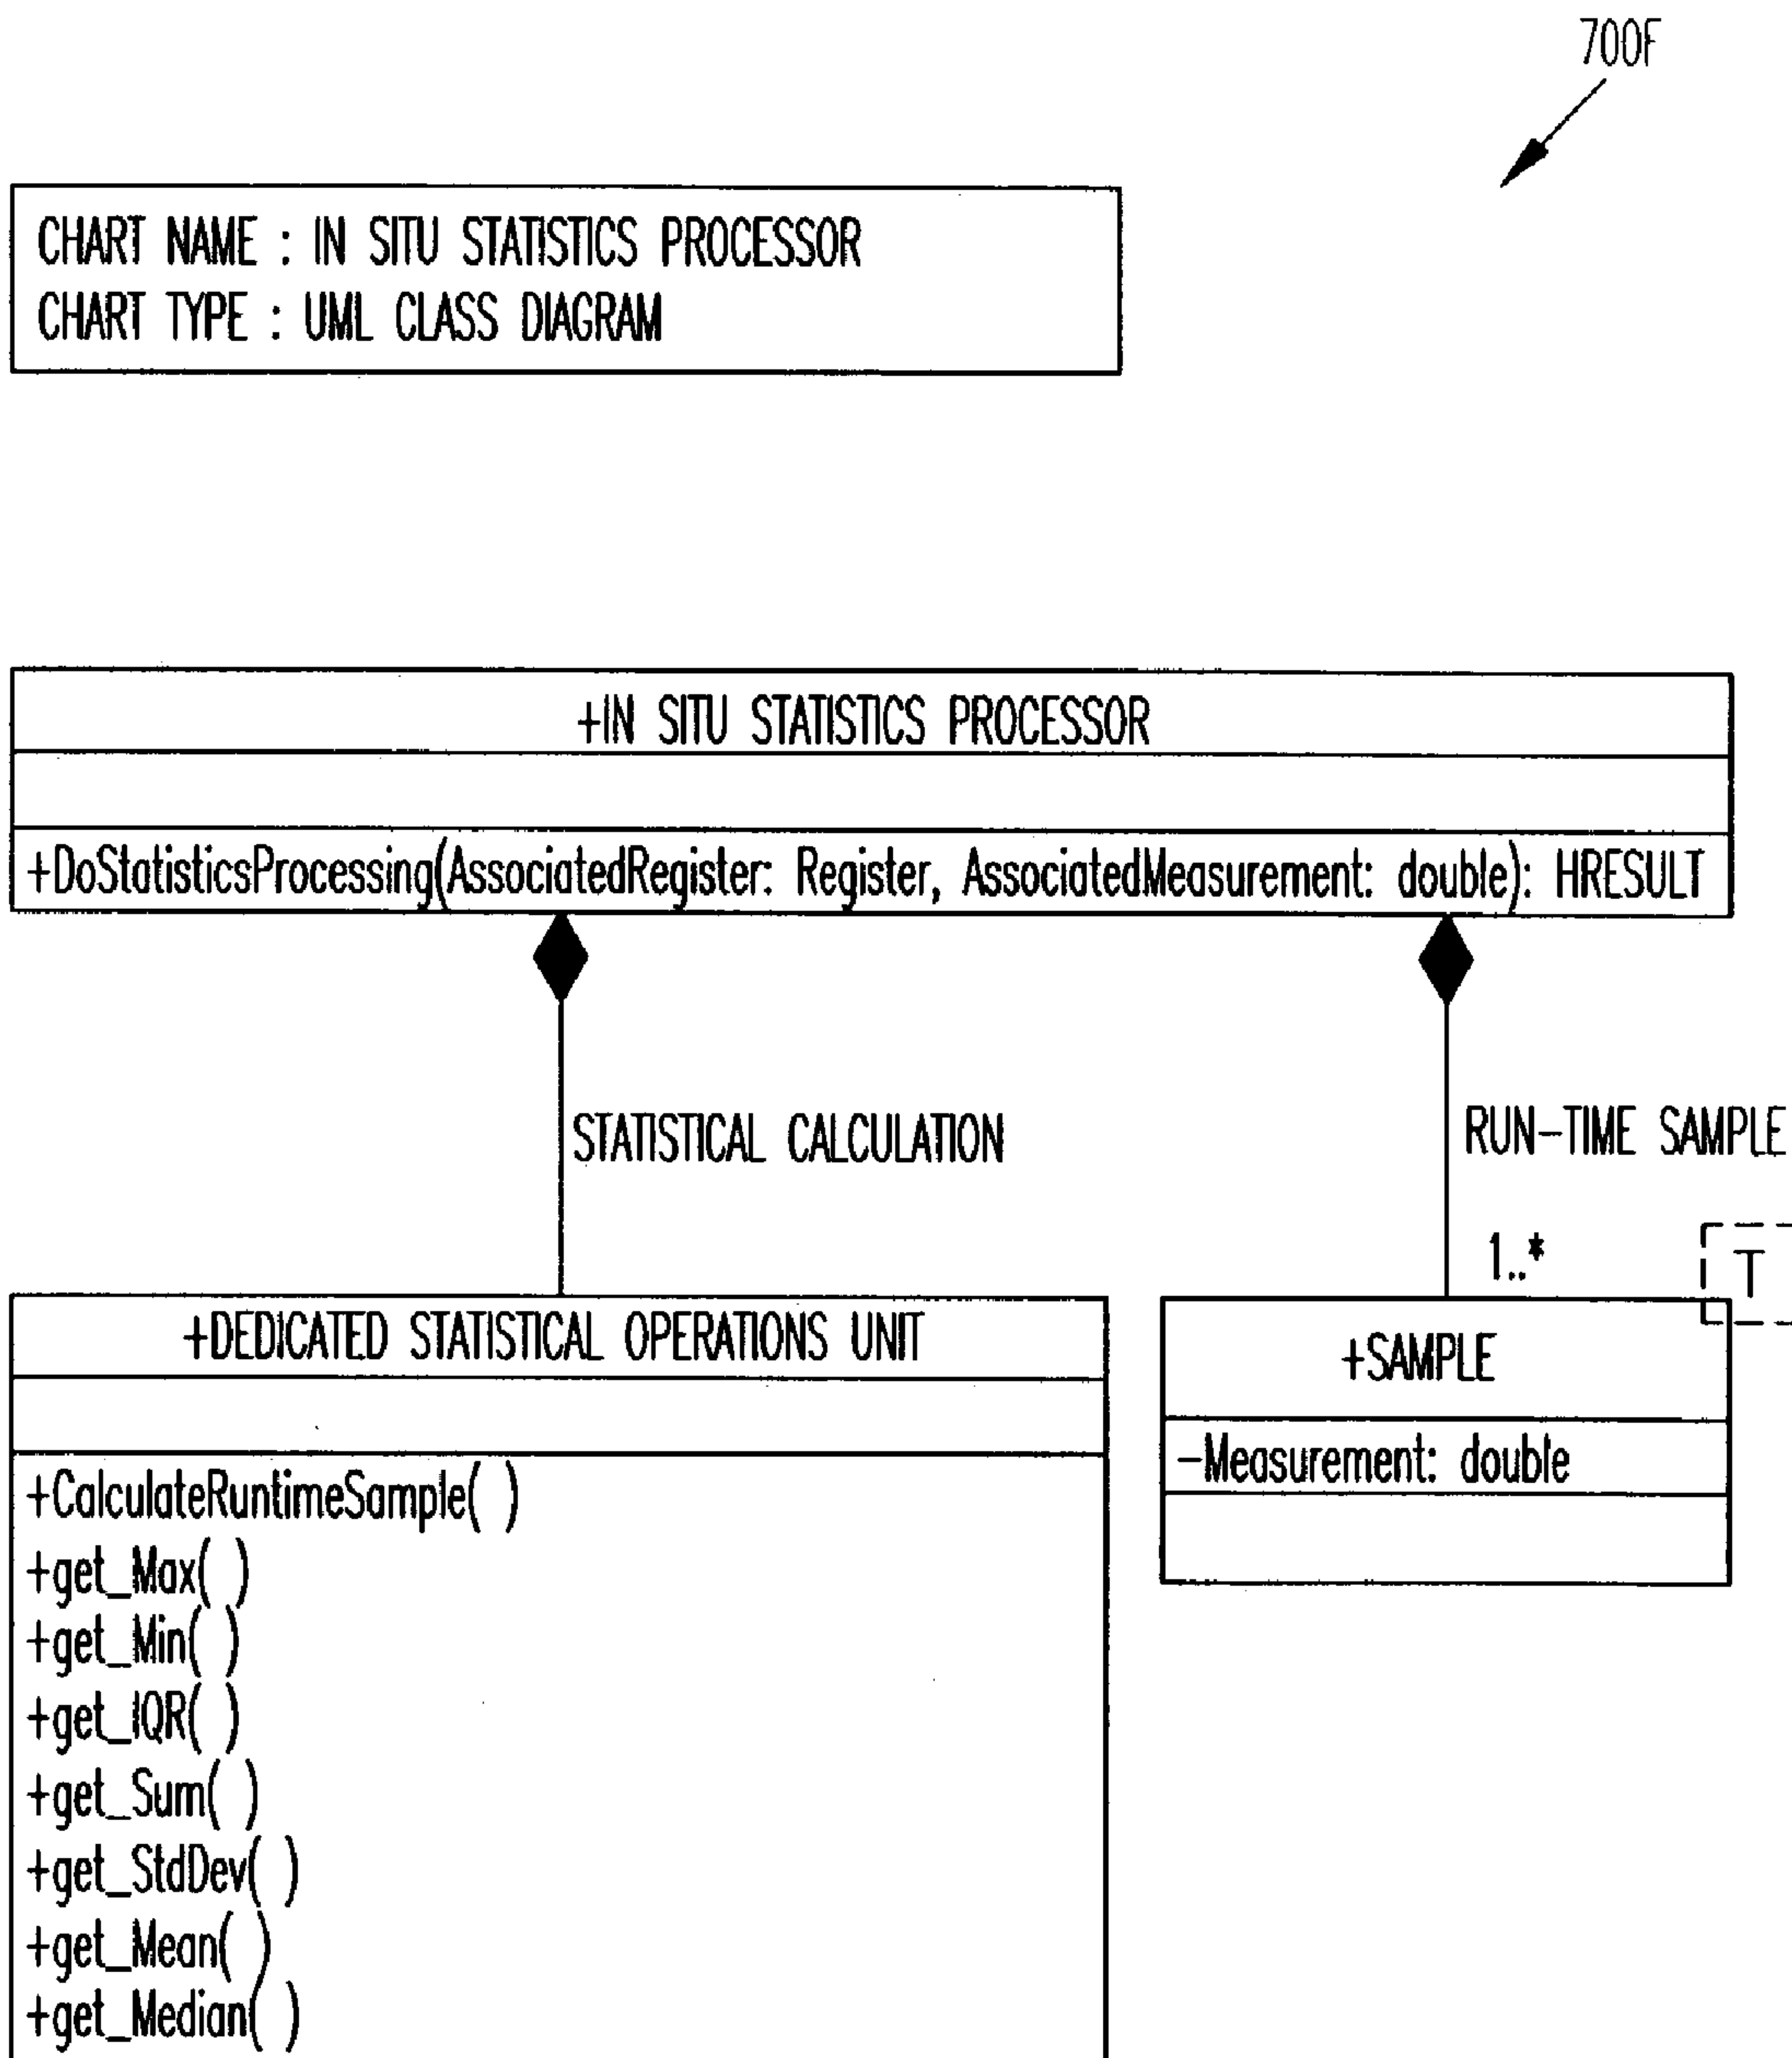 700F
CHART NAME : IN SITU STATISTICS PROCESSOR
CHART TYPE : UML CLASS DIAGRAM
+IN SITU STATISTICS PROCESSOR
+DoStatisticsProcessing(AssociatedRegister: Register, AssociatedMeasurement: double): HRESULT
STATISTICAL CALCULATION
RUN-TIME SAMPLE
1..*
T
+DEDICATED STATISTICAL OPERATIONS UNIT
+CalculateRuntimeSample( )
+get_Max( )
+get_Min( )
+get_IQR( )
+get_Sum( )
+get_StdDev( )
+get_Mean( )
+get_Median( )
+SAMPLE
-Measurement: double